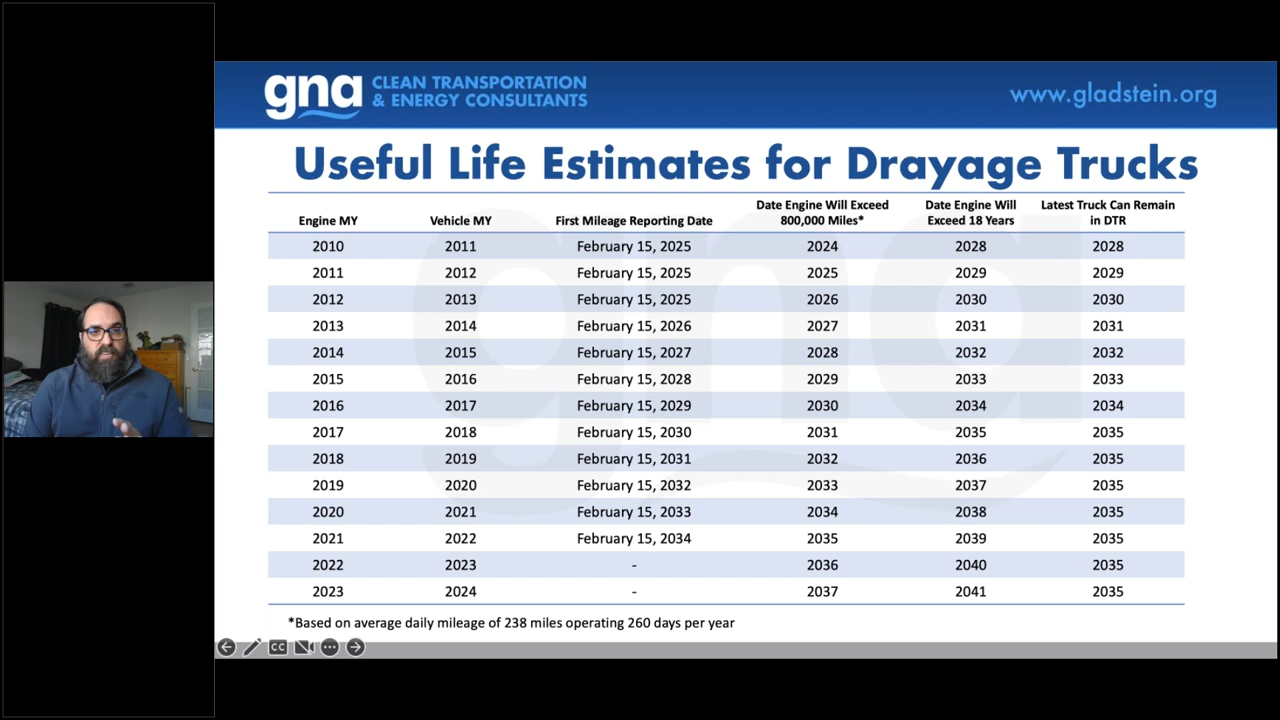 gna CLEAN TRANSPORTATION
& ENERGY CONSULTANTS
www.gladstein.org
Useful Life Estimates for Drayage Trucks
Engine MY Vehicle MY First Mileage Reporting Date Date Engine Will Exceed 800,000 Miles* Date Engine Will Exceed 18 Years Latest Truck Can Remain in DTR
2010 2011 February 15, 2025 2024 2028 2028
2011 2012 February 15, 2025 2025 2029 2029
2012 2013 February 15, 2025 2026 2030 2030
2013 2014 February 15, 2026 2027 2031 2031
2014 2015 February 15, 2027 2028 2032 2032
2015 2016 February 15, 2028 2029 2033 2033
2016 2017 February 15, 2029 2030 2034 2034
2017 2018 February 15, 2030 2031 2035 2035
2018 2019 February 15, 2031 2032 2036 2035
2019 2020 February 15, 2032 2033 2037 2035
2020 2021 February 15, 2033 2034 2038 2035
2021 2022 February 15, 2034 2035 2039 2035
2022 2023 - 2036 2040 2035
2023 2024 - 2037 2041 2035
*Based on average daily mileage of 238 miles operating 260 days per year
CC